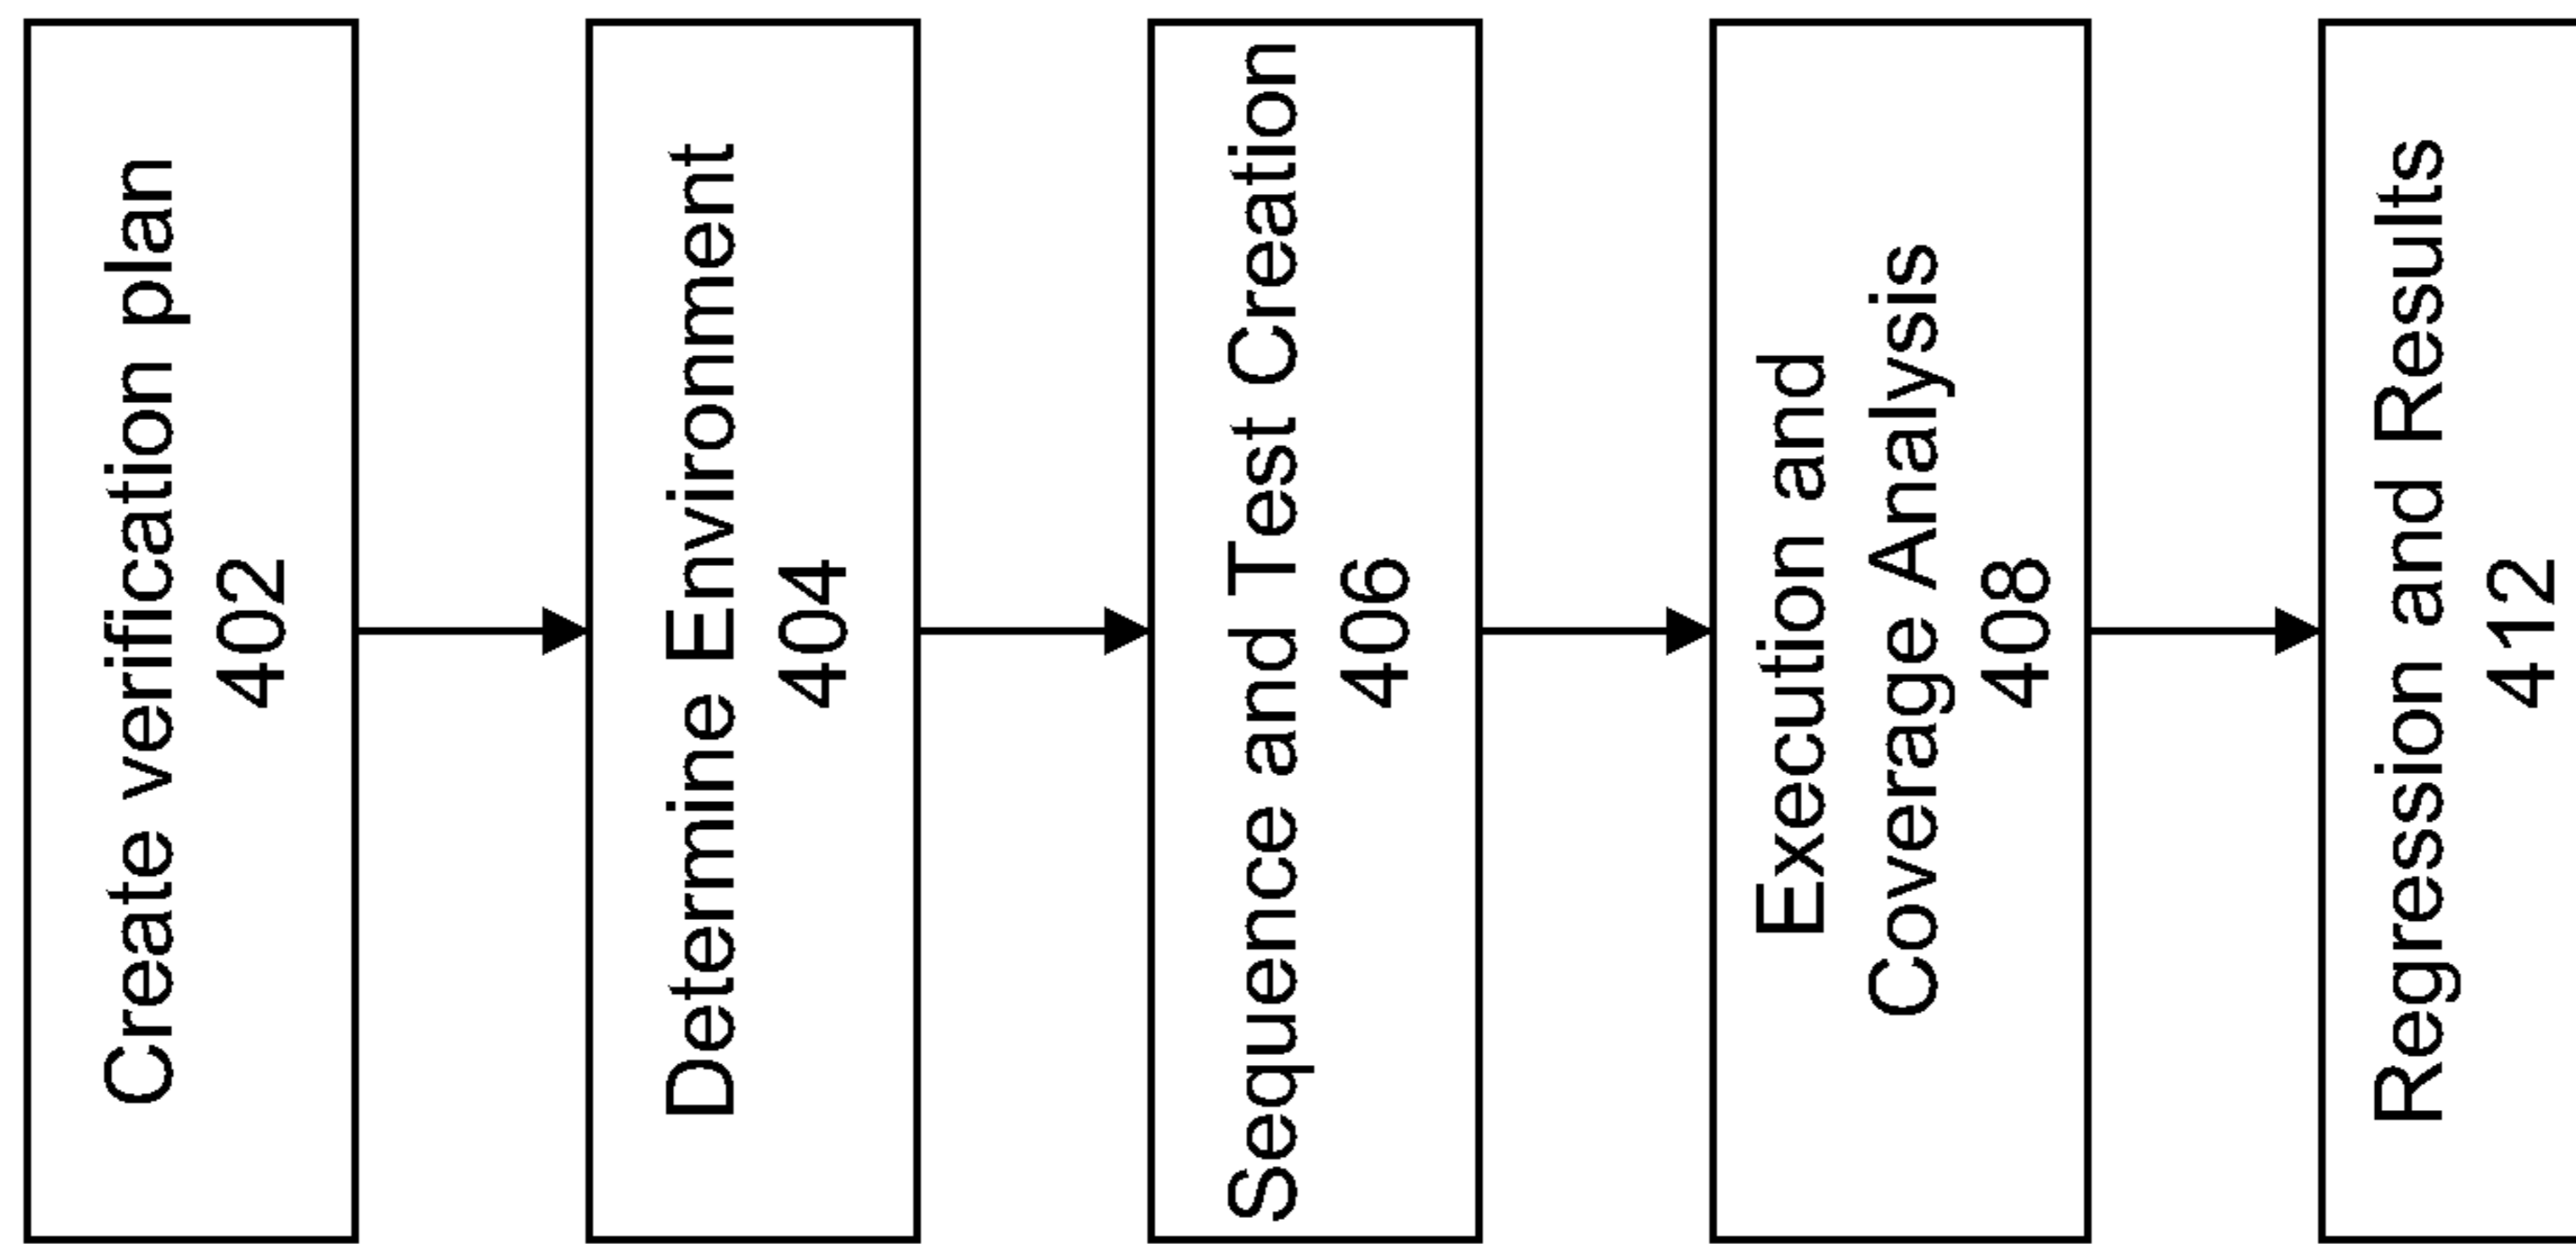 Create verification plan
402
Determine Environment
404
Sequence and Test Creation
406
Execution and
Coverage Analysis
408
Regression and Results
412